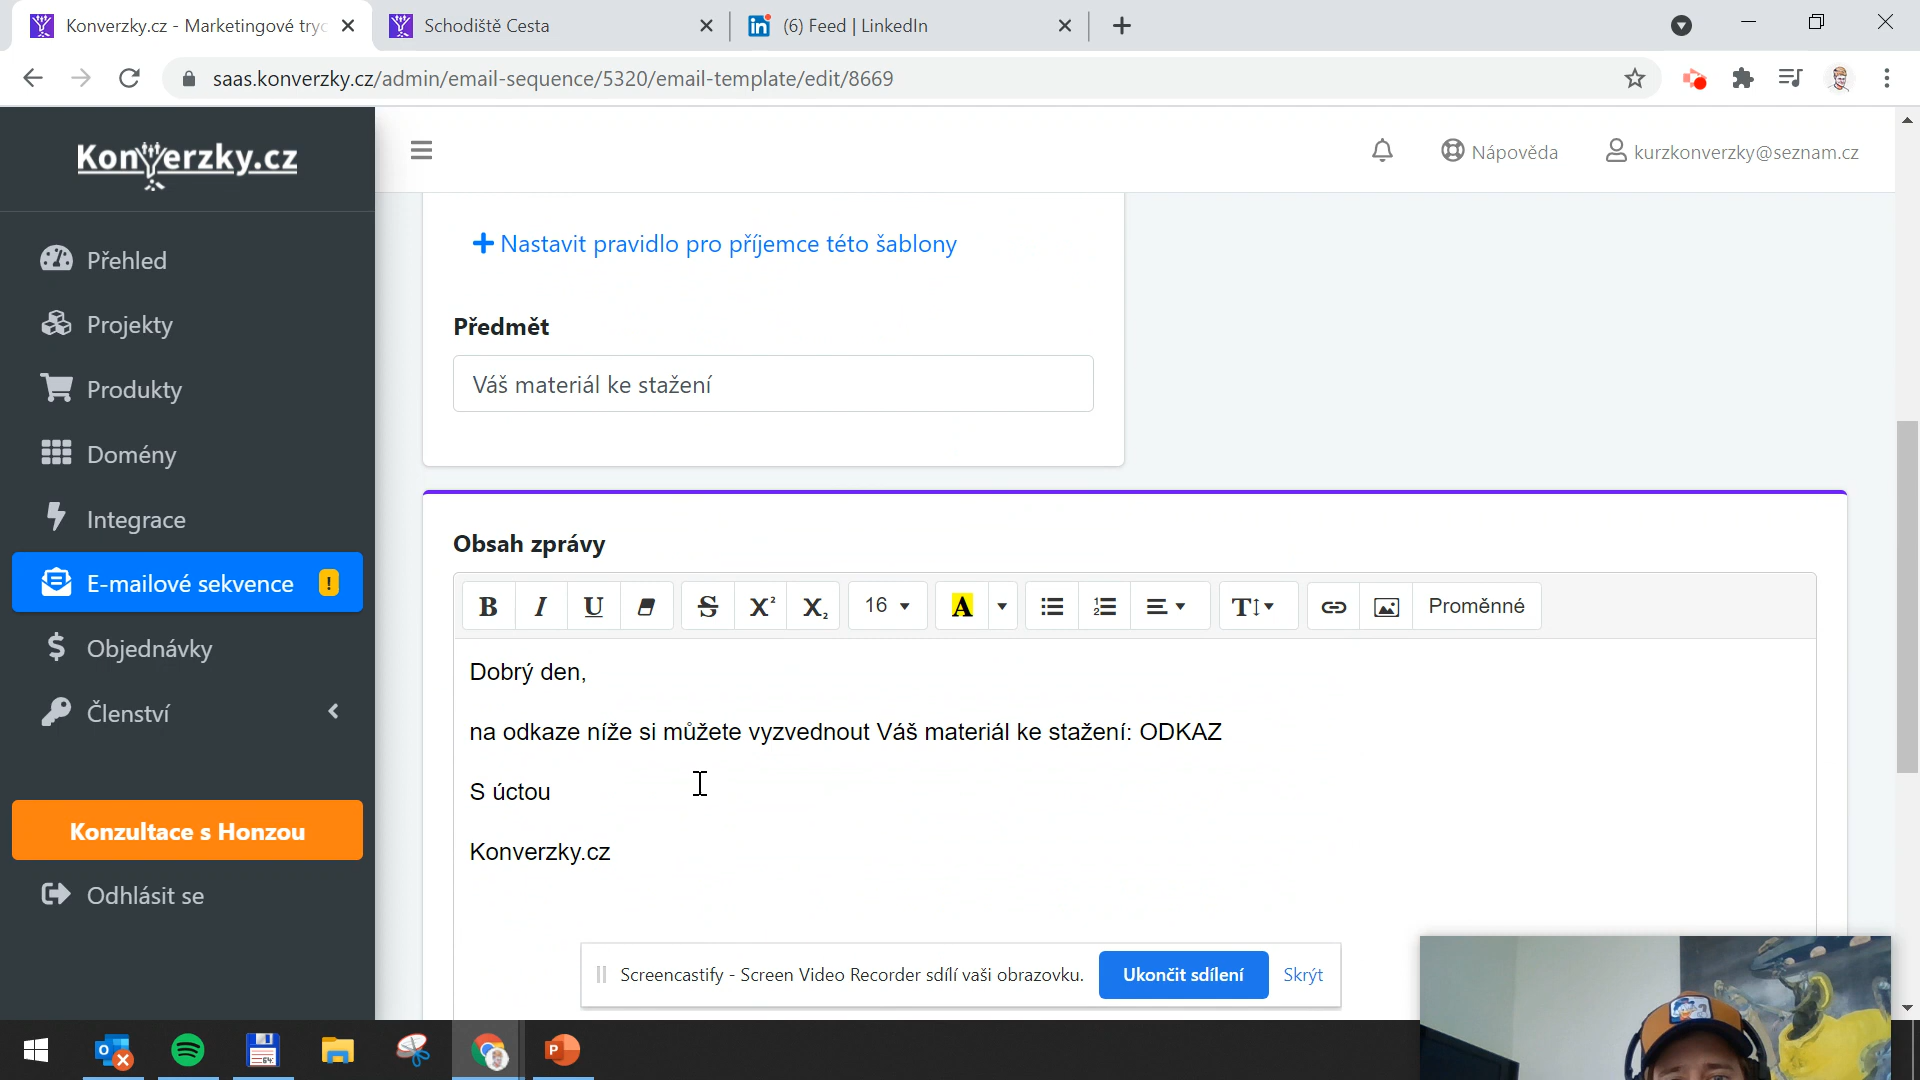 Konverzky.cz - Marketingové tryc
Schodiště Cesta
(6) Feed | LinkedIn
saas.konverzky.cz/admin/email-sequence/5320/email-template/edit/8669
Konverzky.cz
Nápověda
kurzkonverzky@seznam.cz
Přehled
Projekty
Produkty
Domény
Integrace
E-mailové sekvence !
Objednávky
Členství
Konzultace s Honzou
Odhlásit se
Nastavit pravidlo pro příjemce této šablony
Předmět
Váš materiál ke stažení
Obsah zprávy
B I U S X² X₂ 16 A T Proměnné
Dobrý den,
na odkaze níže si můžete vyzvednout Váš materiál ke stažení: ODKAZ
S úctou
Konverzky.cz
Screencastify - Screen Video Recorder sdílí vaši obrazovku.
Ukončit sdílení
Skrýt